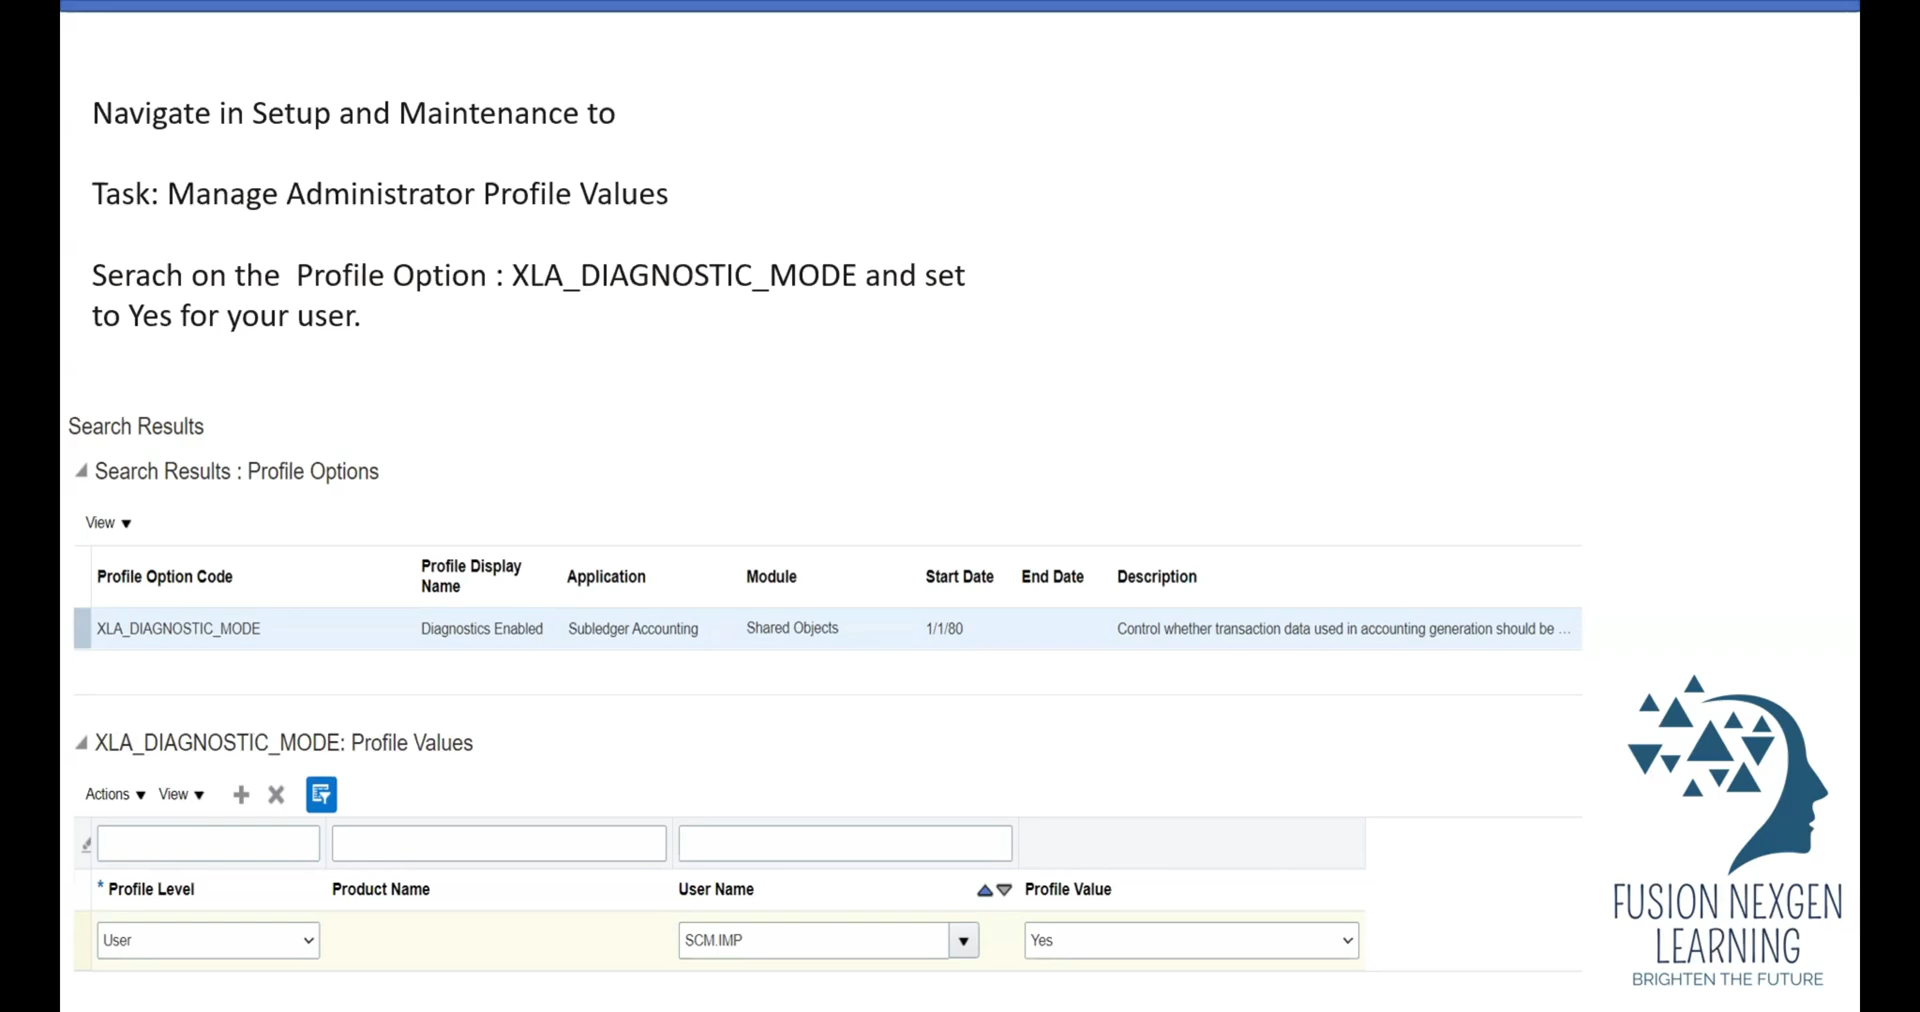 Navigate in Setup and Maintenance to
Task: Manage Administrator Profile Values
Serach on the  Profile Option : XLA_DIAGNOSTIC_MODE and set
to Yes for your user.
Search Results
Search Results : Profile Options
View
Profile Option Code Profile Display Name Application Module Start Date End Date Description
XLA_DIAGNOSTIC_MODE Diagnostics Enabled Subledger Accounting Shared Objects 1/1/80 Control whether transaction data used in accounting generation should be ...
XLA_DIAGNOSTIC_MODE: Profile Values
Actions View
* Profile Level Product Name User Name Profile Value
User SCM.IMP Yes
FUSION NEXGEN
LEARNING
BRIGHTEN THE FUTURE